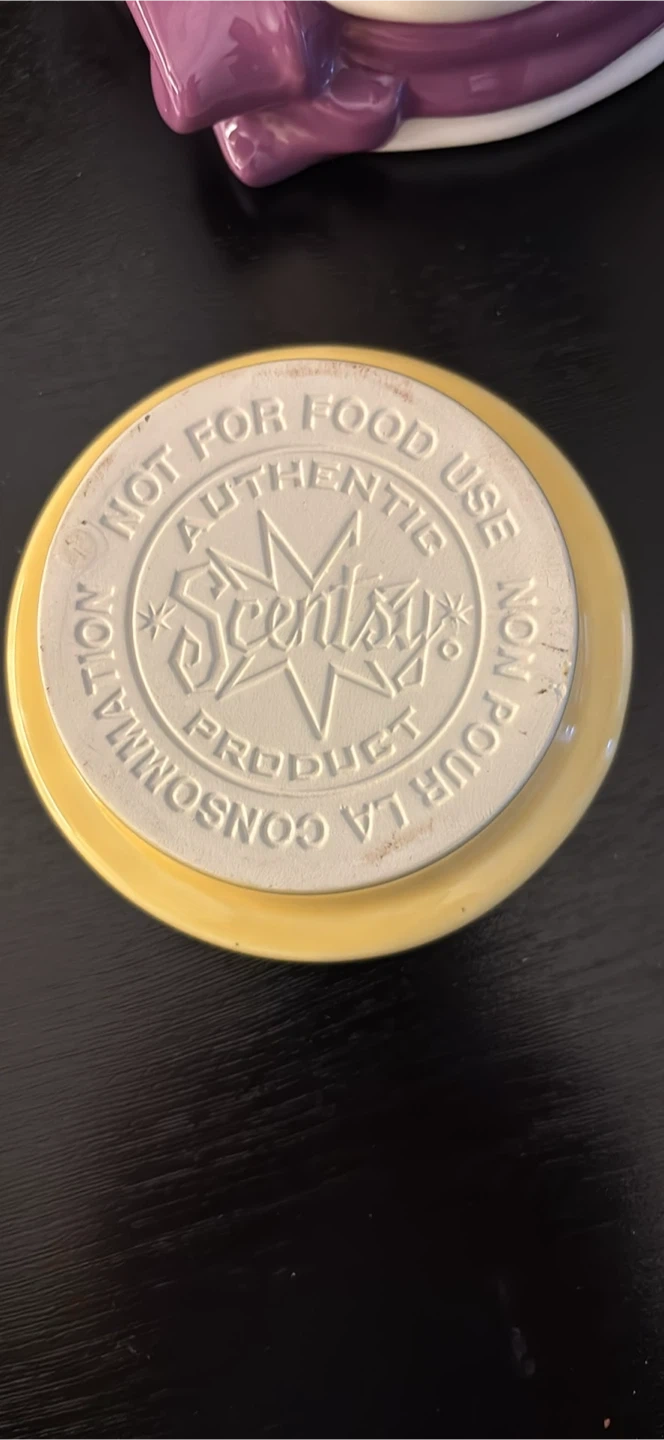 NOT FOR FOOD USE
NON POUR LA CONSOMMATION
AUTHENTIC
Scentsy
PRODUCT